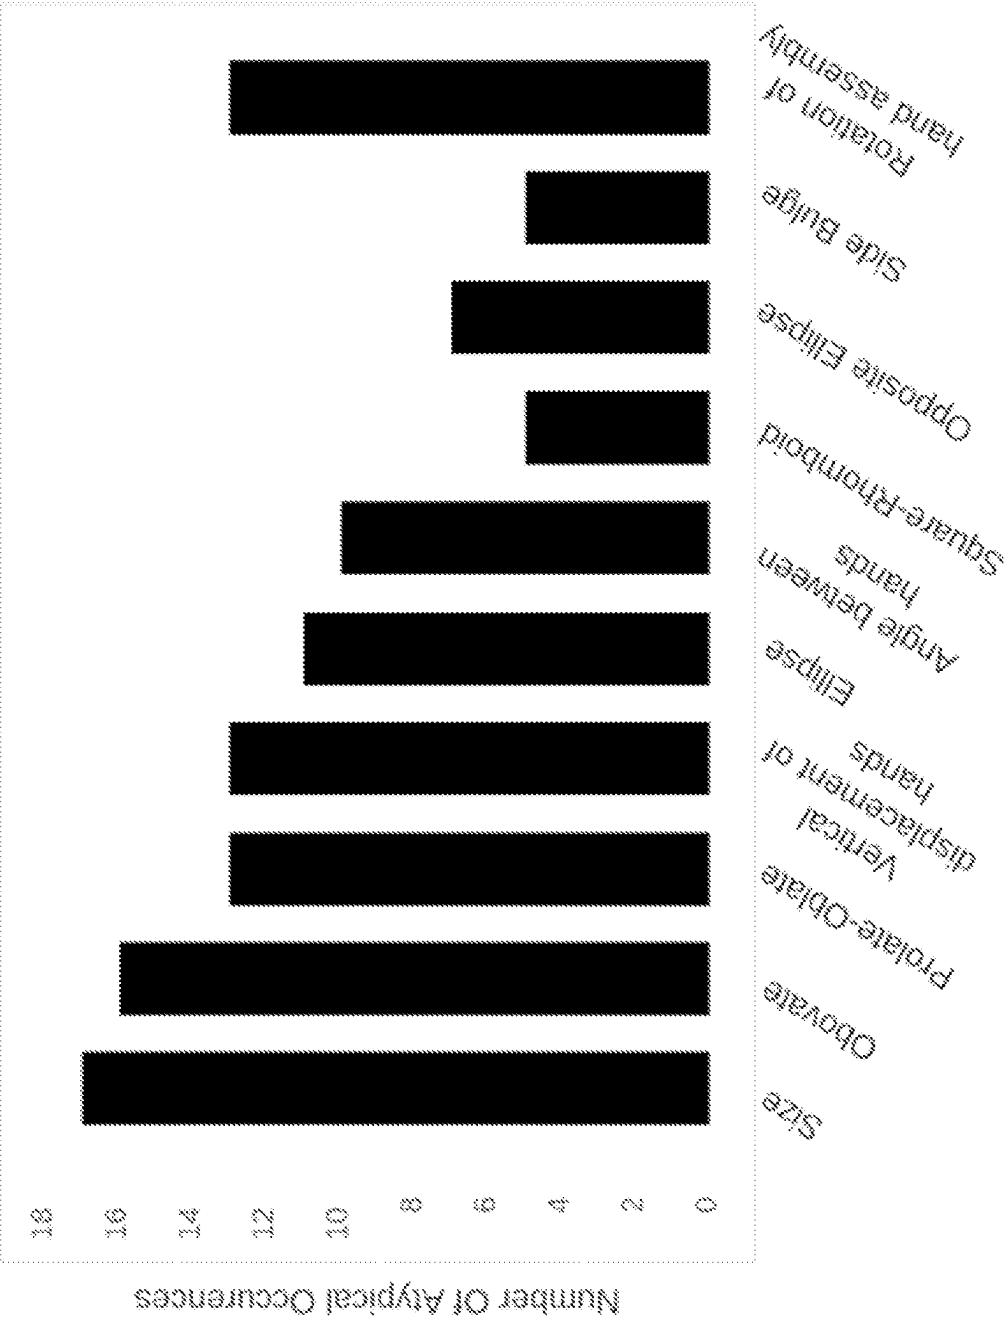 Number Of Atypical Occurences
18
16
14
12
10
8
6
4
2
0
Size
Obovate
Prolate-Oblate
Vertical
displacement of
hands
Ellipse
Angle between
hands
Square-Rhomboid
Opposite Ellipse
Side Bulge
Rotation of
hand assembly